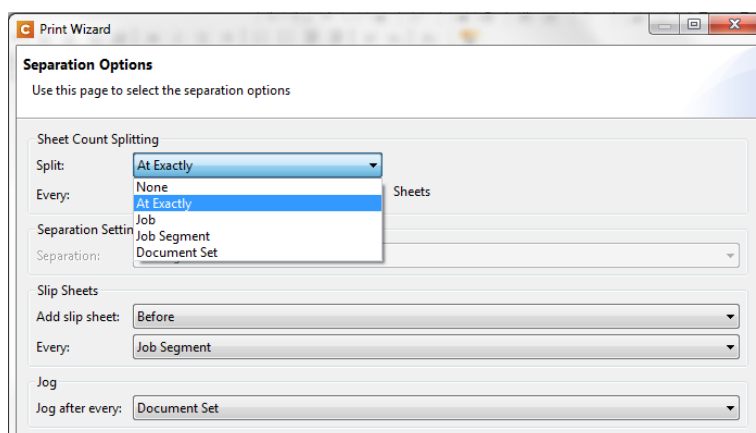 C Print Wizard
Separation Options
Use this page to select the separation options
Sheet Count Splitting
Split: At Exactly
None
Every: Sheets
At Exactly
Job
Separation Settin
Job Segment
Separation:
Document Set
Slip Sheets
Add slip sheet: Before
Every: Job Segment
Jog
Jog after every: Document Set